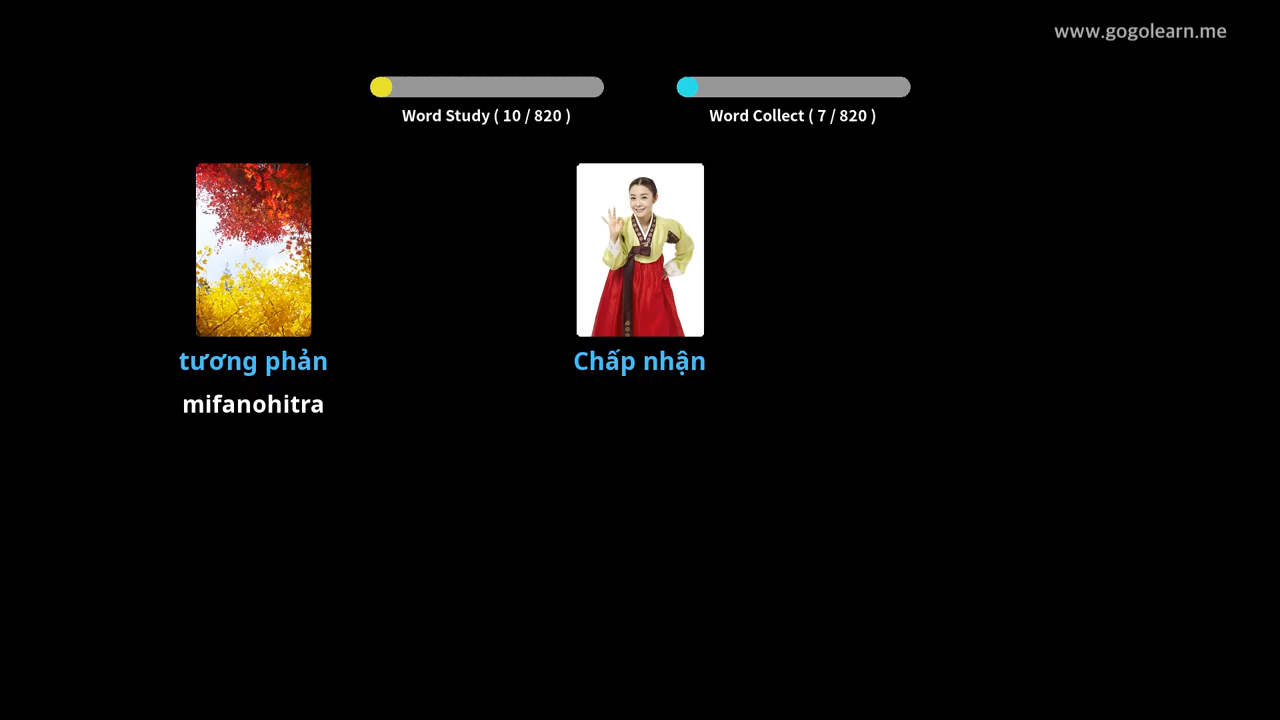 www.gogolearn.me
Word Study ( 10 / 820 )
Word Collect ( 7 / 820 )
tương phản
Chấp nhận
mifanohitra